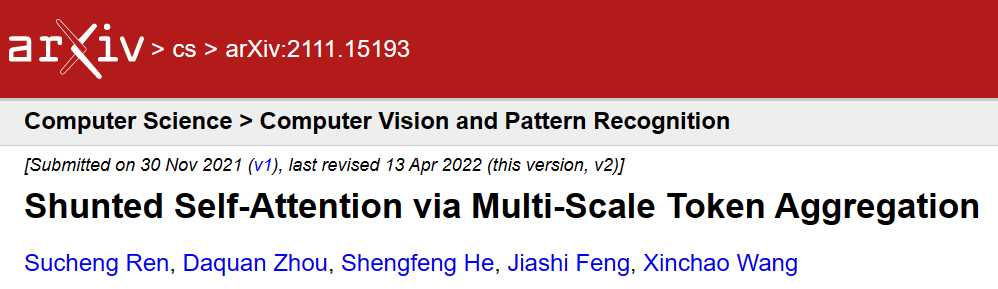 arXiv > cs > arXiv:2111.15193
Computer Science > Computer Vision and Pattern Recognition
[Submitted on 30 Nov 2021 (v1), last revised 13 Apr 2022 (this version, v2)]
Shunted Self-Attention via Multi-Scale Token Aggregation
Sucheng Ren, Daquan Zhou, Shengfeng He, Jiashi Feng, Xinchao Wang